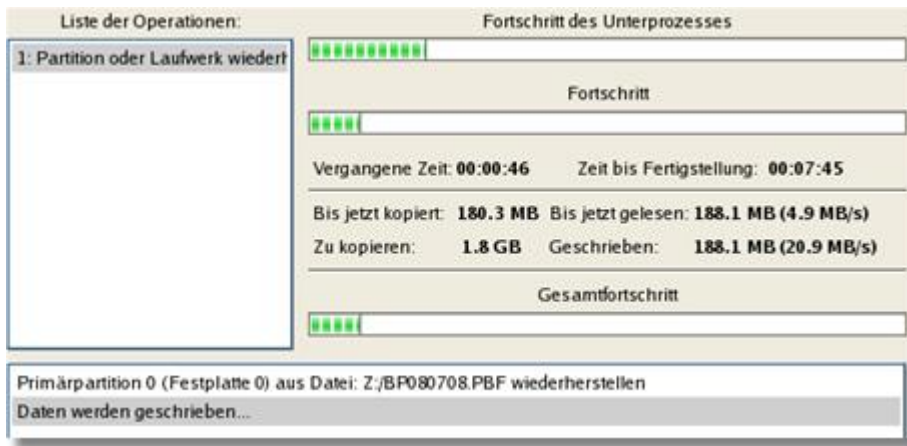 Liste der Operationen:
1: Partition oder Laufwerk wiederh
Fortschritt des Unterprozesses
Fortschritt
Vergangene Zeit: 00:00:46 Zeit bis Fertigstellung: 00:07:45
Bis jetzt kopiert: 180.3 MB Bis jetzt gelesen: 188.1 MB (4.9 MB/s)
Zu kopieren: 1.8 GB Geschrieben: 188.1 MB (20.9 MB/s)
Gesamtfortschritt
Primärpartition 0 (Festplatte 0) aus Datei: Z:/BP080708.PBF wiederherstellen
Daten werden geschrieben...